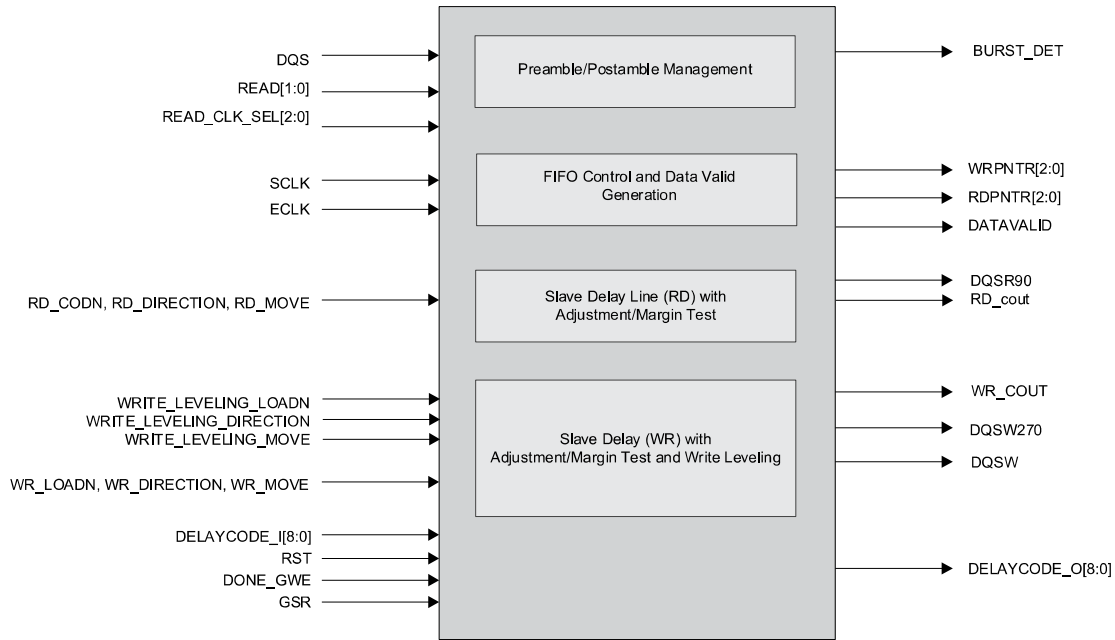 DQS
READ[1:0]
READ_CLK_SEL[2:0]
SCLK
ECLK
RD_CODN, RD_DIRECTION, RD_MOVE
WRITE_LEVELING_LOADN
WRITE_LEVELING_DIRECTION
WRITE_LEVELING_MOVE
WR_LOADN, WR_DIRECTION, WR_MOVE
DELAYCODE_I[8:0]
RST
DONE_GWE
GSR
Preamble/Postamble Management
FIFO Control and Data Valid
Generation
Slave Delay Line (RD) with
Adjustment/Margin Test
Slave Delay (WR) with
Adjustment/Margin Test and Write Leveling
BURST_DET
WRPNTR[2:0]
RDPNTR[2:0]
DATAVALID
DQSR90
RD_cout
WR_COUT
DQSW270
DQSW
DELAYCODE_O[8:0]